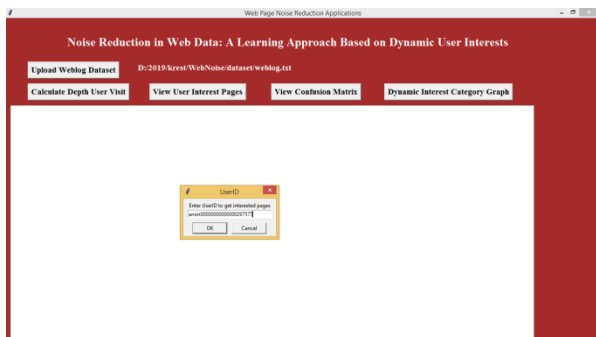 Web Page Noise Reduction Applications
Noise Reduction in Web Data: A Learning Approach Based on Dynamic User Interests
Upload Weblog Dataset D:/2019/krest/WebNoise/dataset/weblog.txt
Calculate Depth User Visit View User Interest Pages View Confusion Matrix Dynamic Interest Category Graph
UserID
Enter UserID to get interested pages
OK Cancel